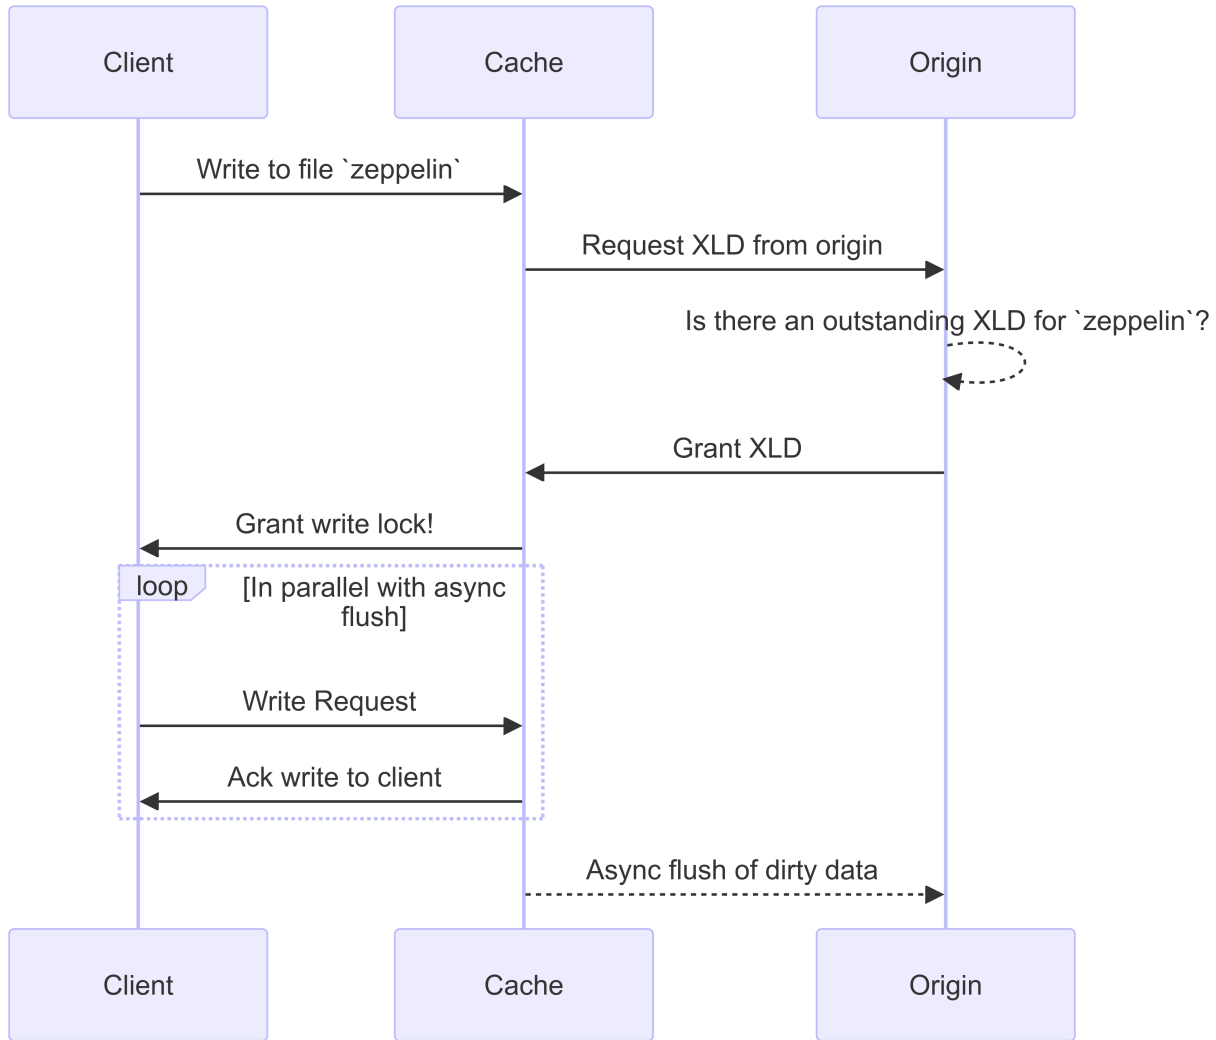 Client
Cache
Origin
Write to file `zeppelin`
Request XLD from origin
Is there an outstanding XLD for `zeppelin`?
Grant XLD
Grant write lock!
loop
[In parallel with async
flush]
Write Request
Ack write to client
Async flush of dirty data
Client
Cache
Origin